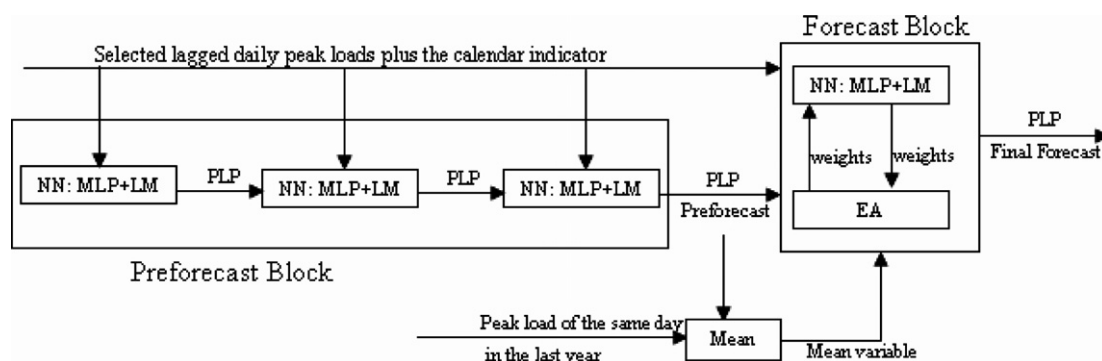 Forecast Block
Selected lagged daily peak loads plus the calendar indicator
NN: MLP+LM
PLP
Final Forecast
weights
weights
EA
NN: MLP+LM
PLP
NN: MLP+LM
PLP
NN: MLP+LM
PLP
Preforecast
Preforecast Block
Peak load of the same day
in the last year
Mean
Mean variable